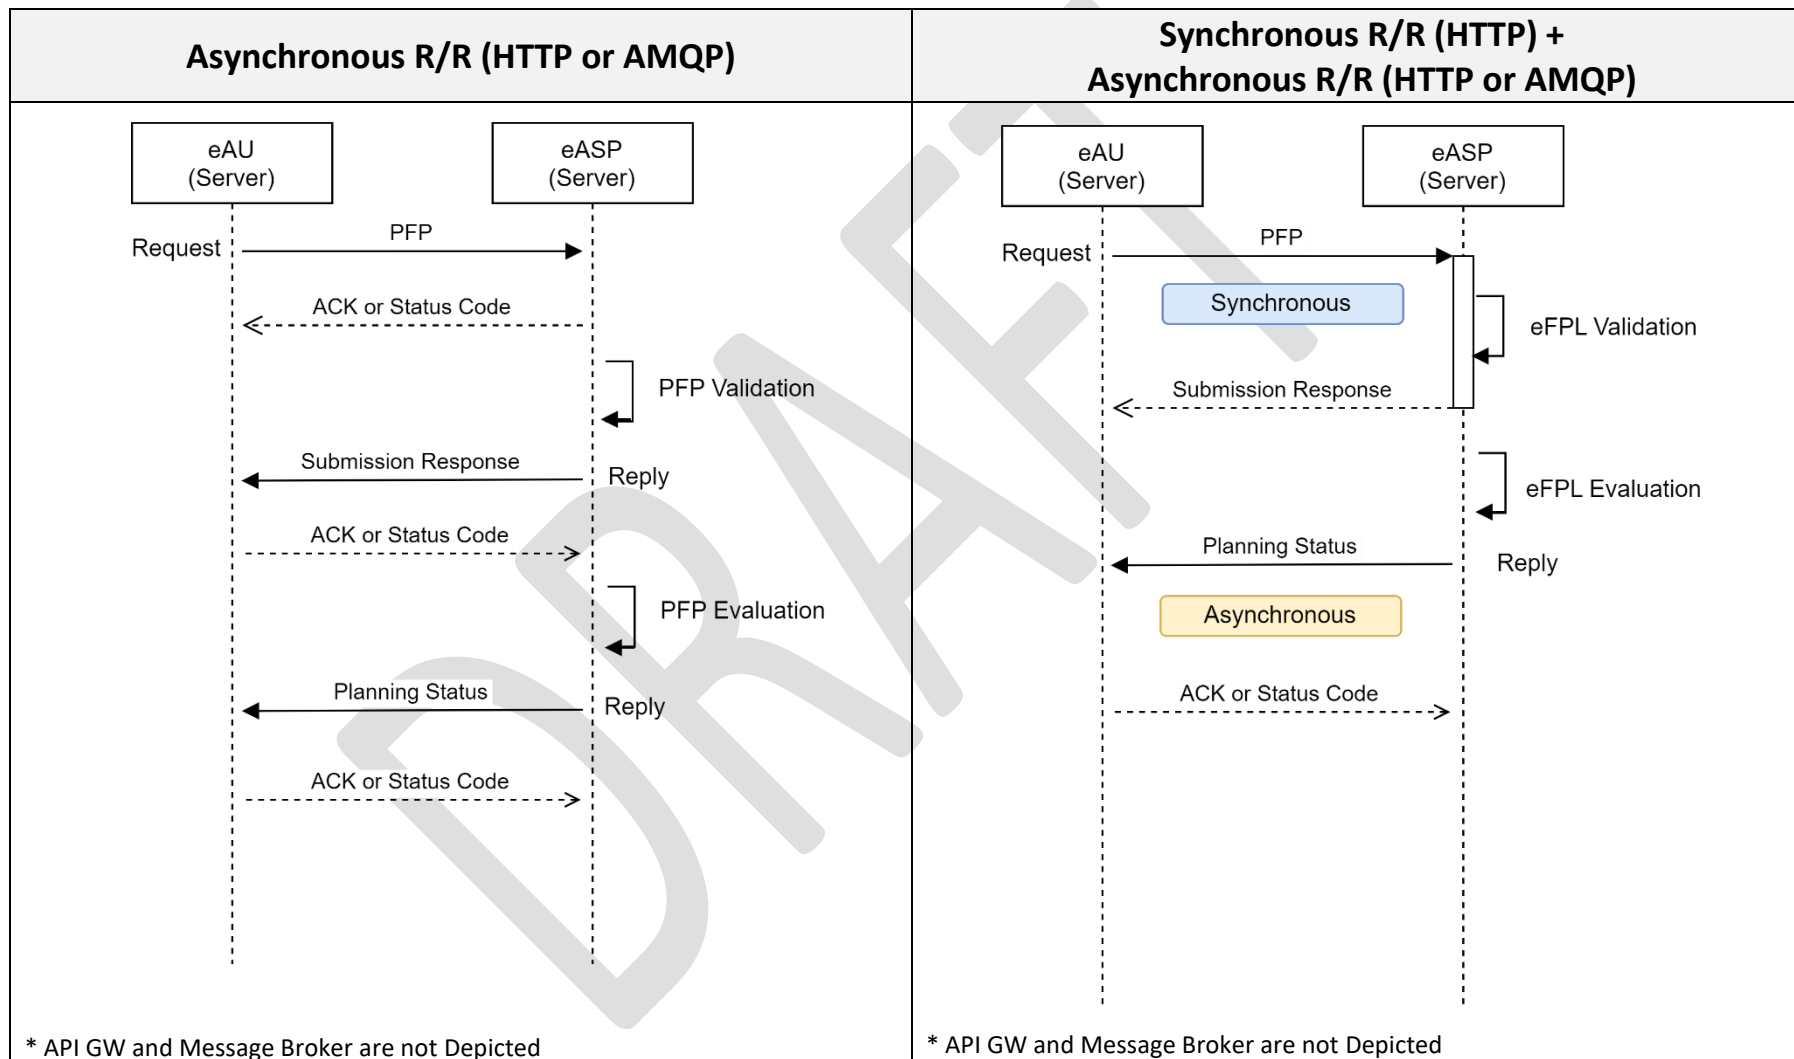 Asynchronous R/R (HTTP or AMQP)
eAU
(Server)
eASP
(Server)
PFP
Request
ACK or Status Code
PFP Validation
Submission Response
Reply
ACK or Status Code
PFP Evaluation
Planning Status
Reply
ACK or Status Code
* API GW and Message Broker are not Depicted
Synchronous R/R (HTTP) +
Asynchronous R/R (HTTP or AMQP)
eAU
(Server)
eASP
(Server)
PFP
Request
Synchronous
eFPL Validation
Submission Response
eFPL Evaluation
Planning Status
Reply
Asynchronous
ACK or Status Code
* API GW and Message Broker are not Depicted
DRAFT